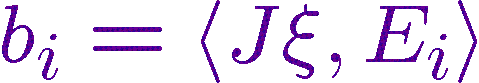 b_i = ⟨Jξ, E_i⟩